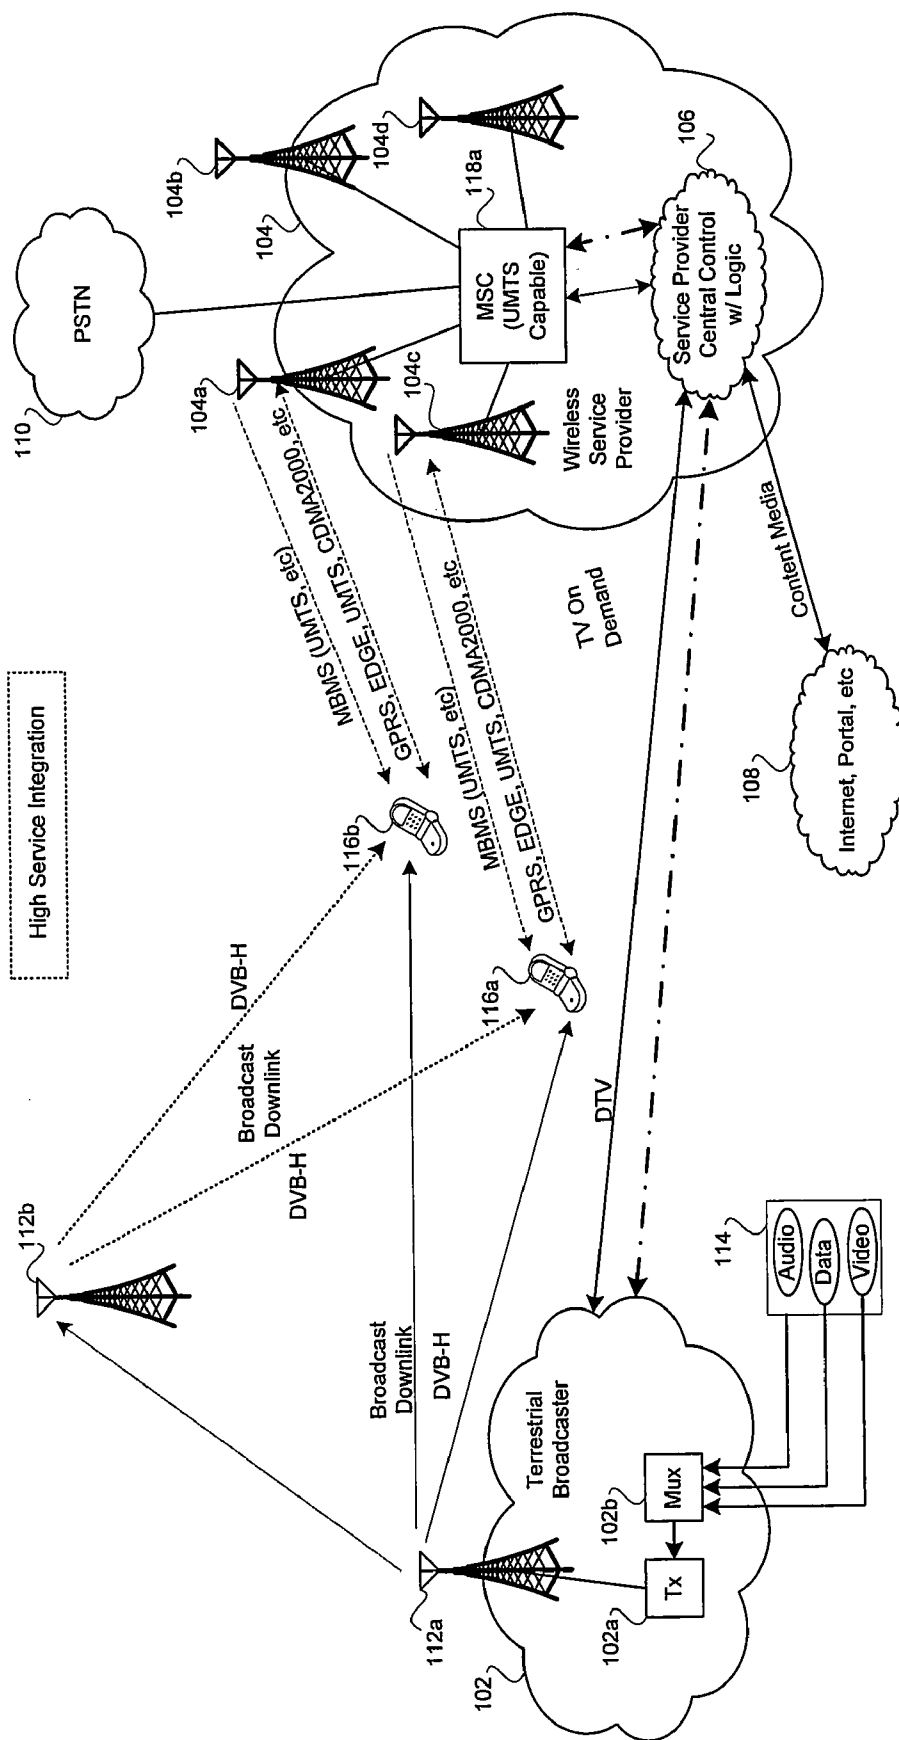 High Service Integration
110
PSTN
112b
104b
104
104a
104d
118a
MSC
(UMTS
Capable)
104c
Wireless
Service
Provider
106
Service Provider
Central Control
w/ Logic
MBMS (UMTS, etc)
GPRS, EDGE, UMTS, CDMA2000, etc
MBMS (UMTS, etc)
GPRS, EDGE, UMTS, CDMA2000, etc
116b
116a
DVB-H
Broadcast
Downlink
DVB-H
Broadcast
Downlink
DVB-H
TV On
Demand
DTV
Content Media
108
Internet, Portal, etc
112a
102
Terrestrial
Broadcaster
102a
Tx
102b
Mux
114
Audio
Data
Video